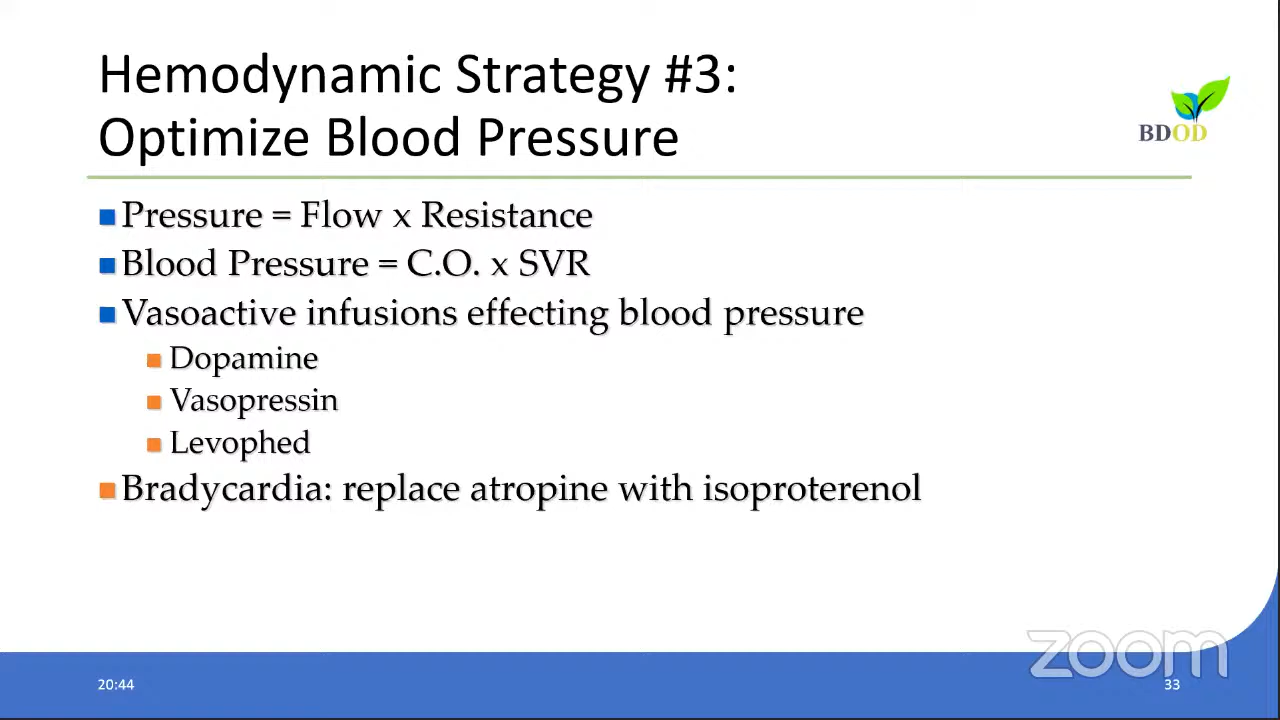 Hemodynamic Strategy #3:
Optimize Blood Pressure
BDOD
Pressure = Flow x Resistance
Blood Pressure = C.O. x SVR
Vasoactive infusions effecting blood pressure
Dopamine
Vasopressin
Levophed
Bradycardia: replace atropine with isoproterenol
zoom
20:44
33